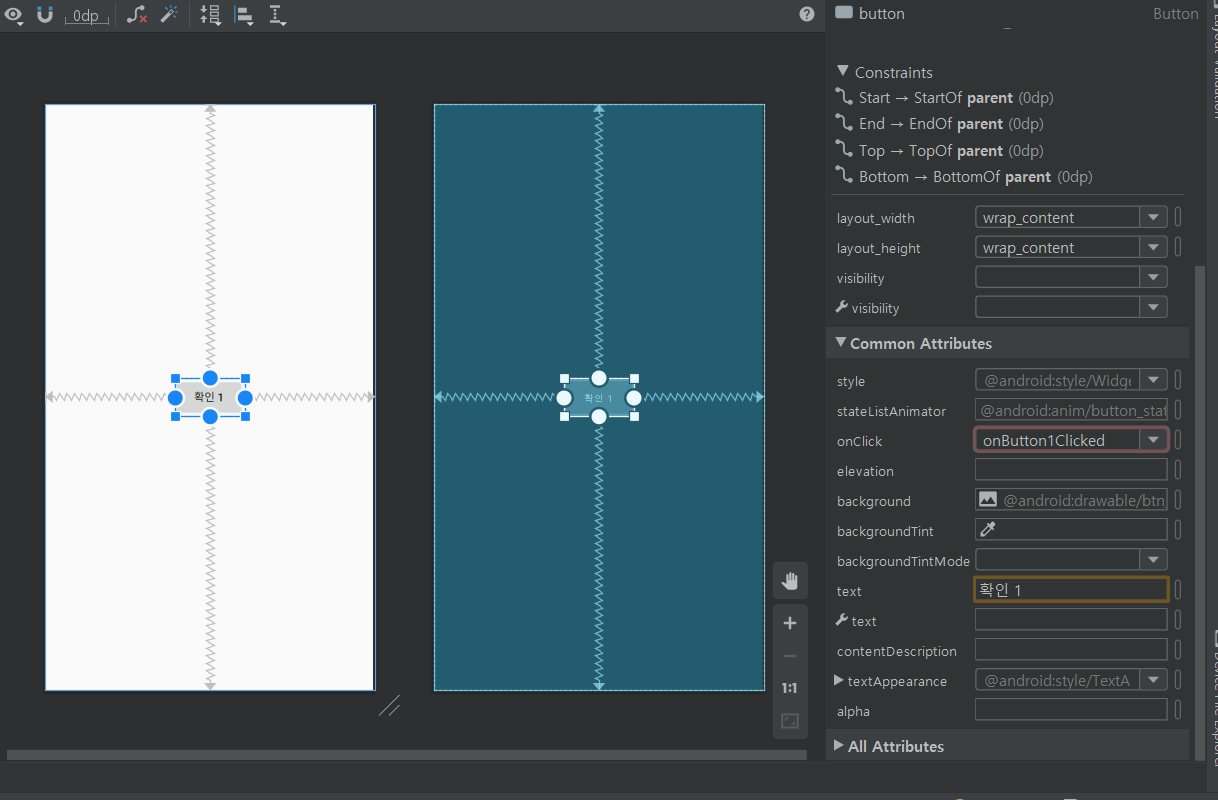 0dp
button Button
Constraints
Start → StartOf parent (0dp)
End → EndOf parent (0dp)
Top → TopOf parent (0dp)
Bottom → BottomOf parent (0dp)
layout_width wrap_content
layout_height wrap_content
visibility
visibility
Common Attributes
style @android:style/Widge
stateListAnimator @android:anim/button_stat
onClick onButton1Clicked
elevation
background @android:drawable/btn
backgroundTint
backgroundTintMode
text 확인 1
text
contentDescription
textAppearance @android:style/TextA
alpha
All Attributes
확인 1
확인 1
1:1